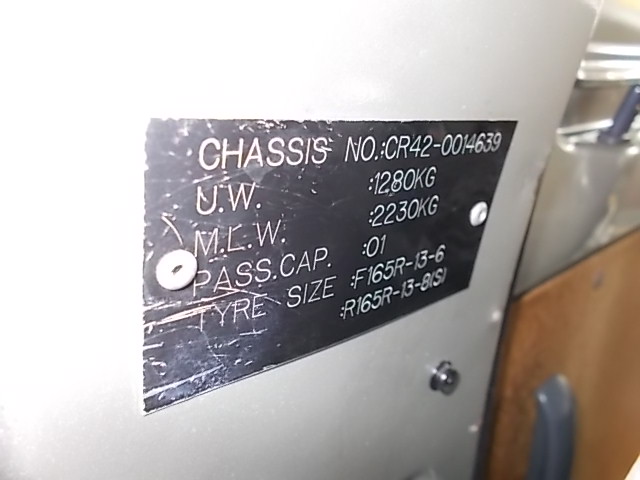 CHASSIS NO.:CR42-0014639
U.W. :1280KG
M.L.W. :2230KG
PASS.CAP. :01
TYRE SIZE :F165R-13-6
:R165R-13-8(S)